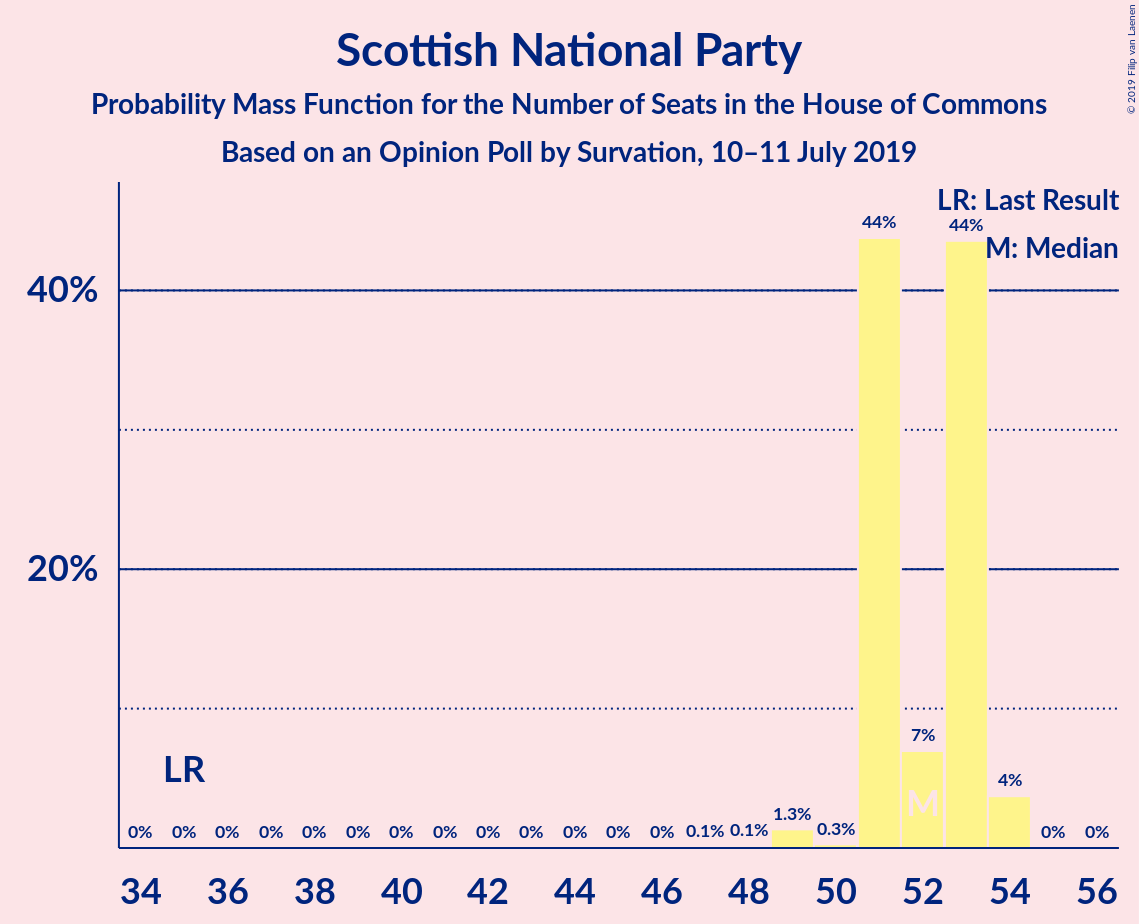 Scottish National Party
Probability Mass Function for the Number of Seats in the House of Commons
Based on an Opinion Poll by Survation, 10–11 July 2019
© 2019 Filip van Laenen
LR: Last Result
M: Median
44%
44%
40%
20%
7%
LR
4%
M
1.3%
0% 0% 0% 0% 0% 0% 0% 0% 0% 0% 0% 0% 0% 0.1% 0.1% 0.3% 0% 0%
34 36 38 40 42 44 46 48 50 52 54 56